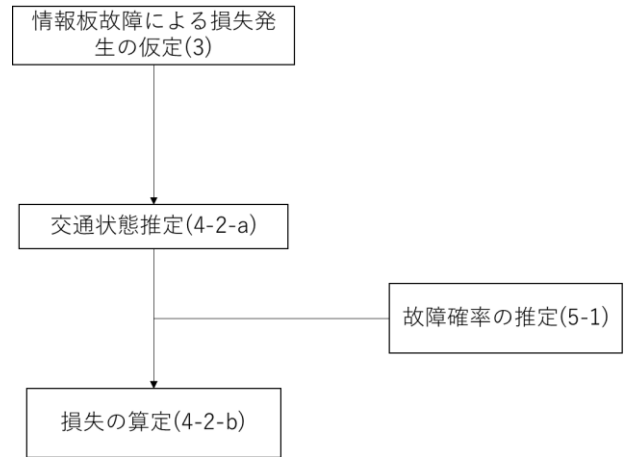 情報板故障による損失発
生の仮定(3)
交通状態推定(4-2-a)
故障確率の推定(5-1)
損失の算定(4-2-b)